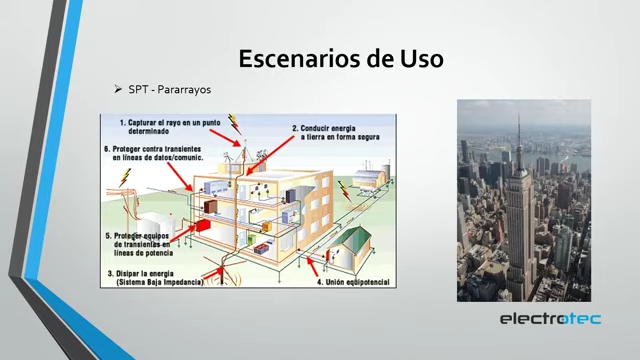 Escenarios de Uso
SPT - Pararrayos
1. Capturar el rayo en un punto
determinado
2. Conducir energia
a tierra en forma segura
6. Proteger contra transientes
en líneas de datos/comunic.
5. Proteger equipos
de transientes en
líneas de potencia
3. Disipar la energía
(Sistema Baja Impedancia)
4. Unión equipotencial
electrotec